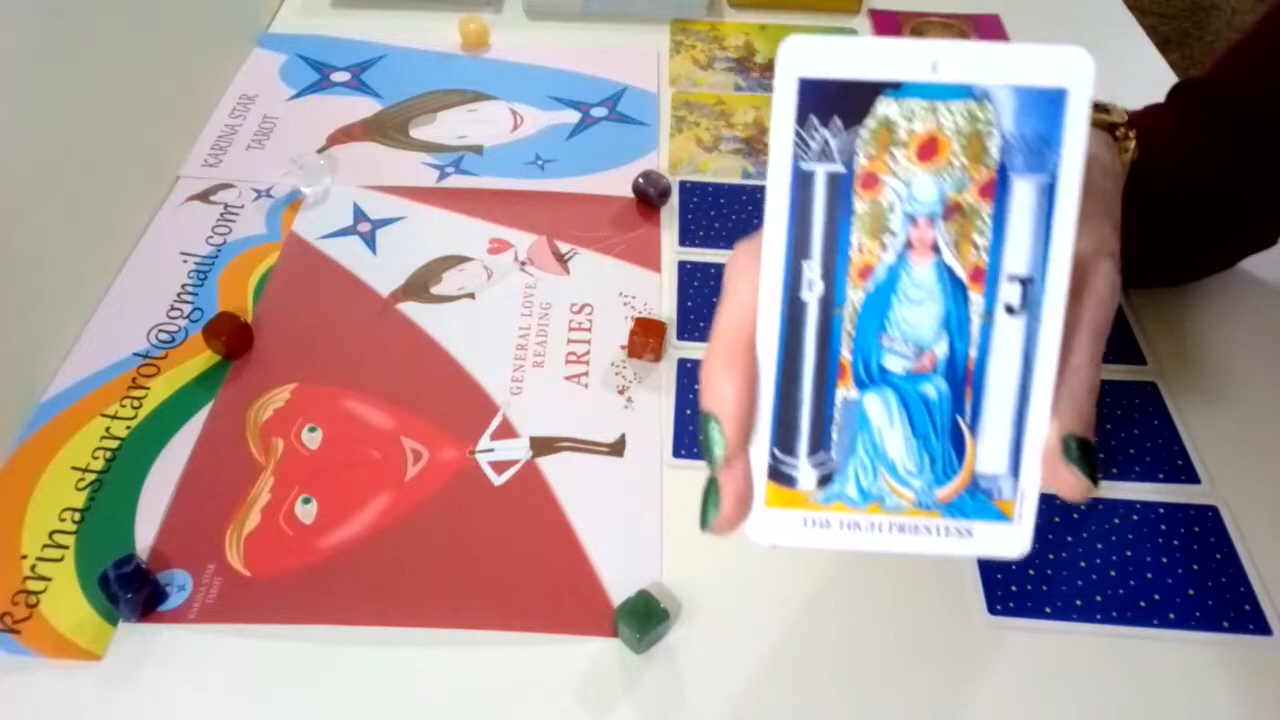 KARINA STAR
TAROT
karina.star.tarot@gmail.com
GENERAL LOVE
READING
ARIES
KARINA STAR
TAROT
B
J
THE HIGH PRIESTESS